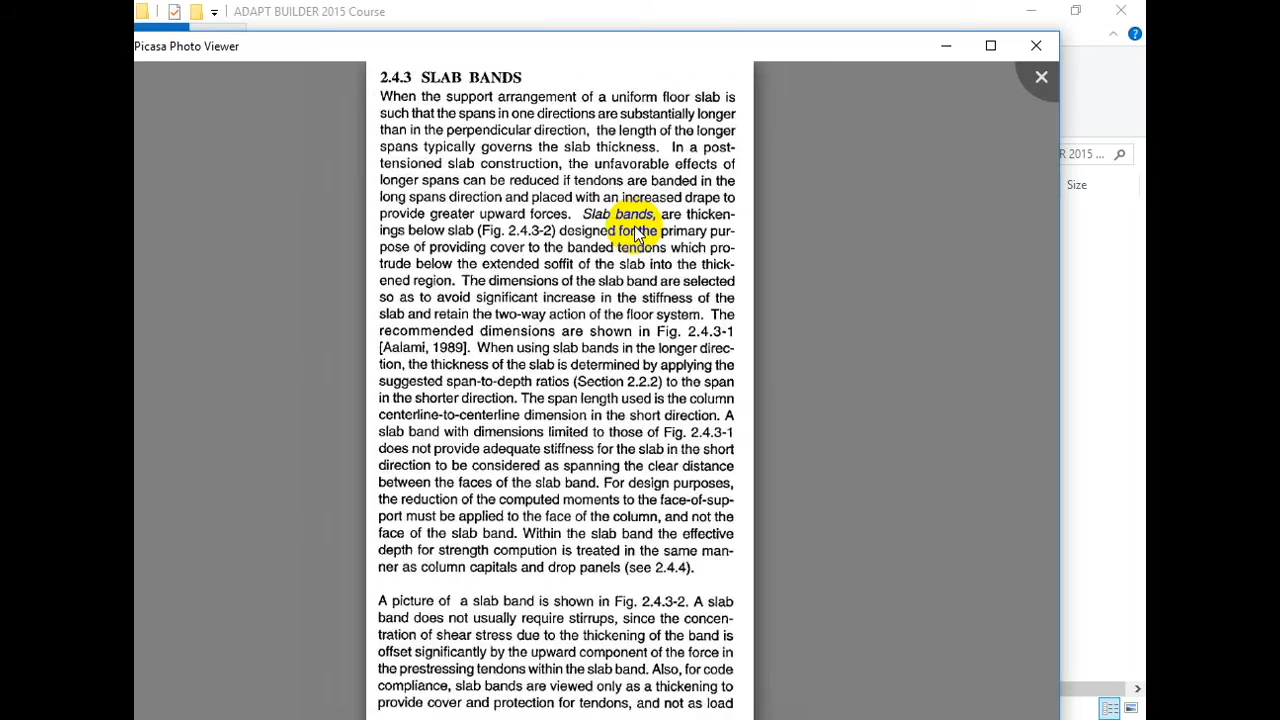 ADAPT BUILDER 2015 Course
Picasa Photo Viewer
2.4.3 SLAB BANDS
When the support arrangement of a uniform floor slab is
such that the spans in one directions are substantially longer
than in the perpendicular direction, the length of the longer
spans typically governs the slab thickness. In a post-
tensioned slab construction, the unfavorable effects of
longer spans can be reduced if tendons are banded in the
long spans direction and placed with an increased drape to
provide greater upward forces. Slab bands, are thicken-
ings below slab (Fig. 2.4.3-2) designed for the primary pur-
pose of providing cover to the banded tendons which pro-
trude below the extended soffit of the slab into the thick-
ened region. The dimensions of the slab band are selected
so as to avoid significant increase in the stiffness of the
slab and retain the two-way action of the floor system. The
recommended dimensions are shown in Fig. 2.4.3-1
[Aalami, 1989]. When using slab bands in the longer direc-
tion, the thickness of the slab is determined by applying the
suggested span-to-depth ratios (Section 2.2.2) to the span
in the shorter direction. The span length used is the column
centerline-to-centerline dimension in the short direction. A
slab band with dimensions limited to those of Fig. 2.4.3-1
does not provide adequate stiffness for the slab in the short
direction to be considered as spanning the clear distance
between the faces of the slab band. For design purposes,
the reduction of the computed moments to the face-of-sup-
port must be applied to the face of the column, and not the
face of the slab band. Within the slab band the effective
depth for strength compution is treated in the same man-
ner as column capitals and drop panels (see 2.4.4).
A picture of a slab band is shown in Fig. 2.4.3-2. A slab
band does not usually require stirrups, since the concen-
tration of shear stress due to the thickening of the band is
offset significantly by the upward component of the force in
the prestressing tendons within the slab band. Also, for code
compliance, slab bands are viewed only as a thickening to
provide cover and protection for tendons, and not as load
R 2015 ...
Size